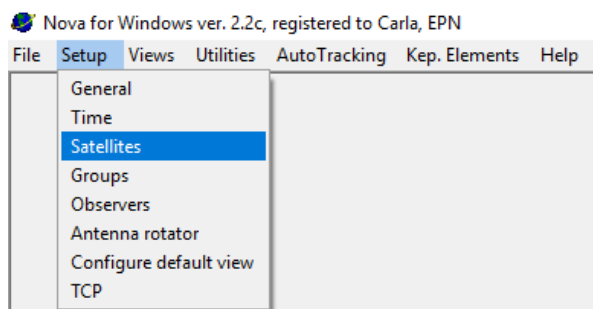 Nova for Windows ver. 2.2c, registered to Carla, EPN
File Setup Views Utilities AutoTracking Kep. Elements Help
General
Time
Satellites
Groups
Observers
Antenna rotator
Configure default view
TCP